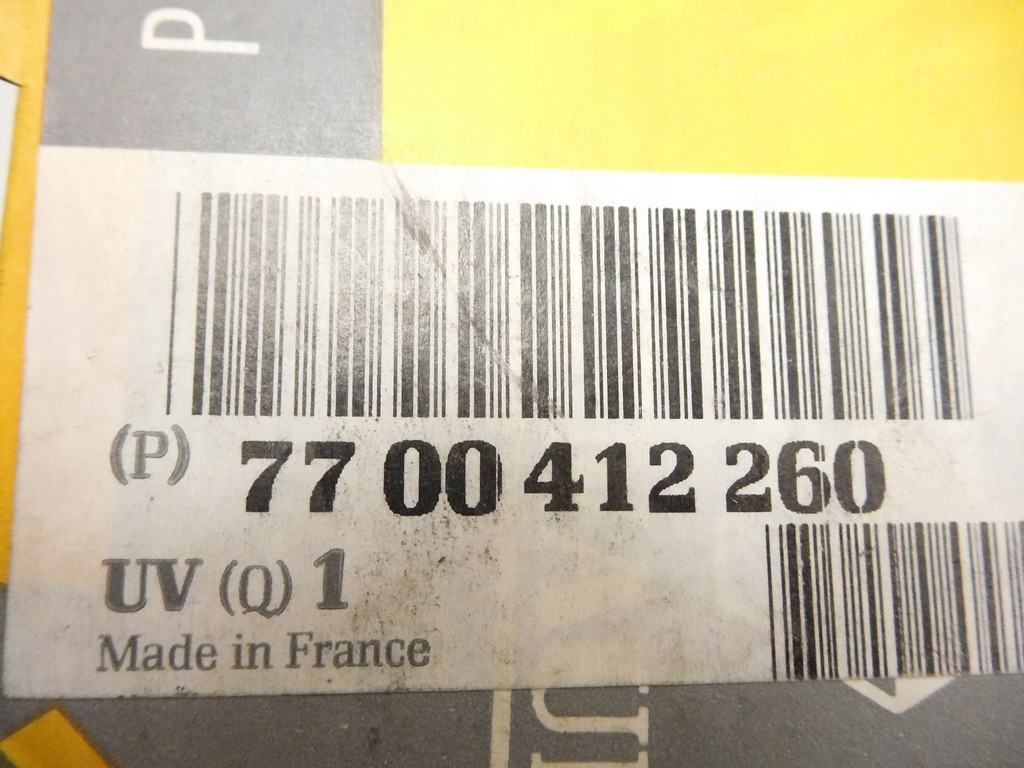 P
(P) 77 00 412 260
UV (Q) 1
Made in France